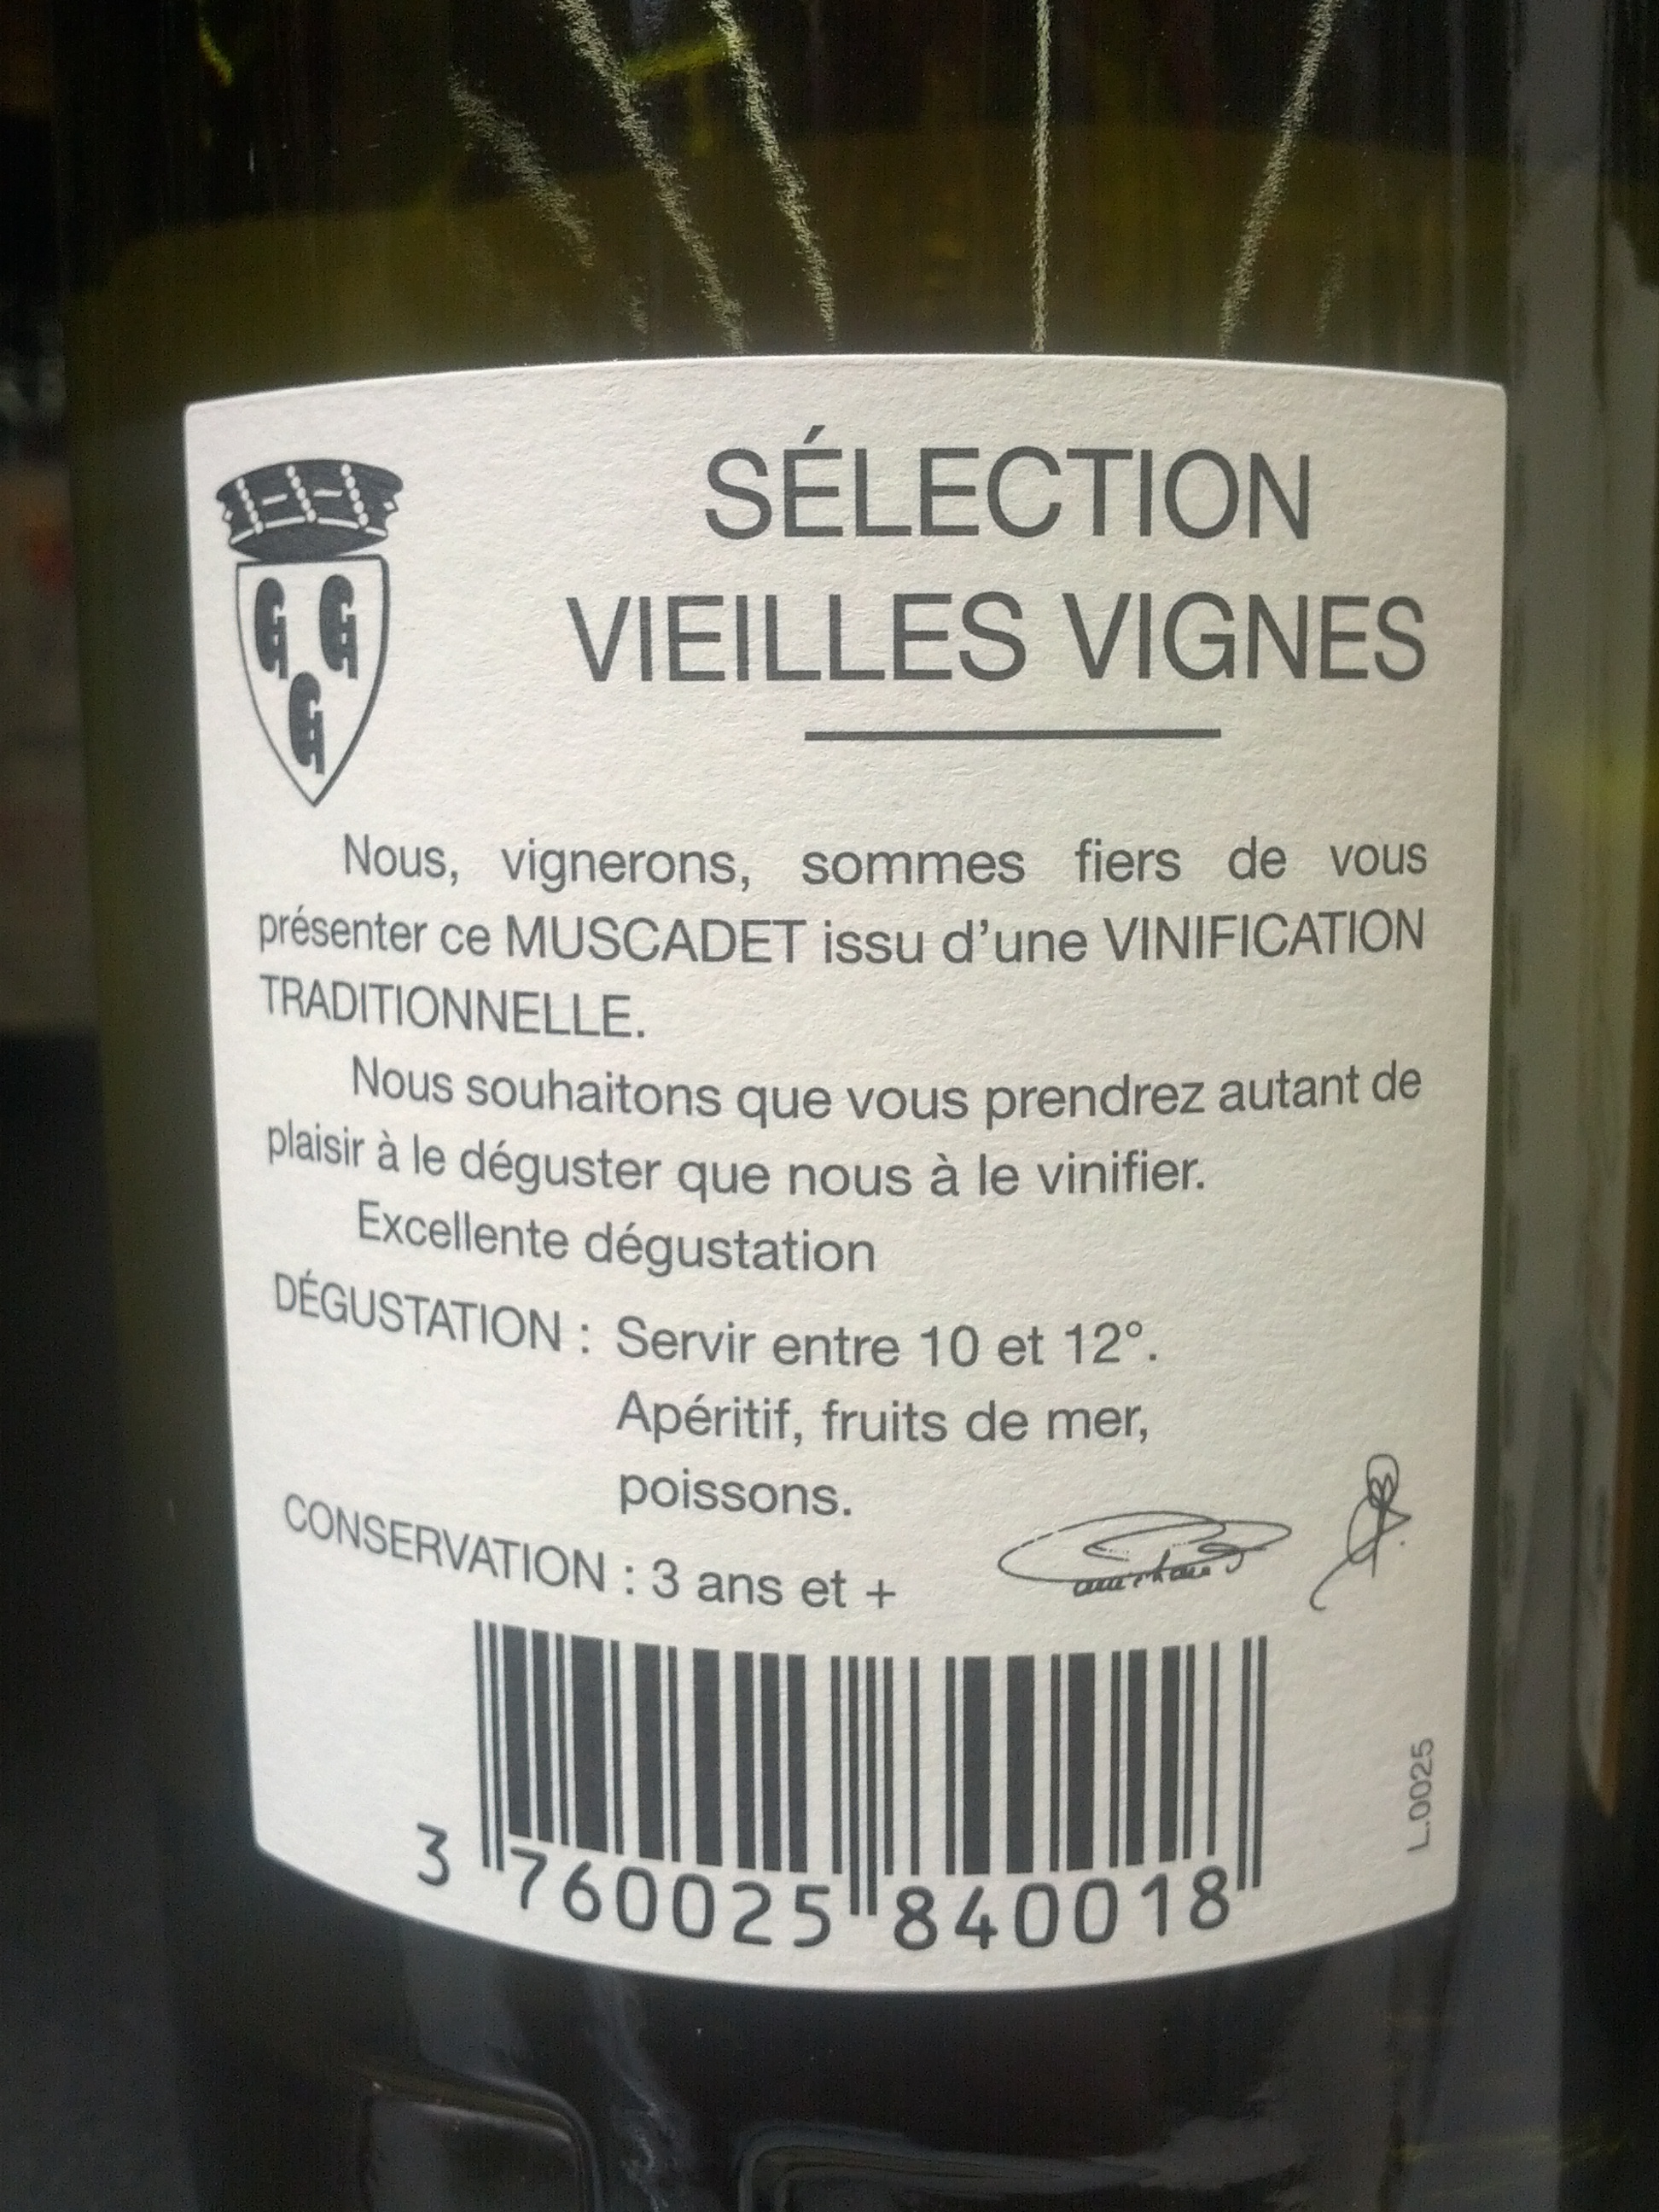 SÉLECTION
VIEILLES VIGNES
G G
G
Nous, vignerons, sommes fiers de vous
présenter ce MUSCADET issu d'une VINIFICATION
TRADITIONNELLE.
Nous souhaitons que vous prendrez autant de
plaisir à le déguster que nous à le vinifier.
Excellente dégustation
DÉGUSTATION : Servir entre 10 et 12°.
Apéritif, fruits de mer,
poissons.
CONSERVATION : 3 ans et +
3 760025 840018
L.0025